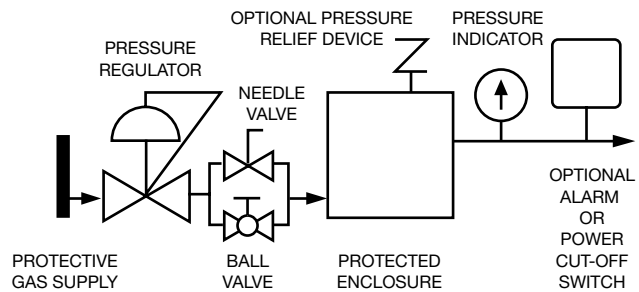 OPTIONAL PRESSURE
RELIEF DEVICE
PRESSURE
INDICATOR
PRESSURE
REGULATOR
NEEDLE
VALVE
PROTECTIVE
GAS SUPPLY
BALL
VALVE
PROTECTED
ENCLOSURE
OPTIONAL
ALARM
OR
POWER
CUT-OFF
SWITCH